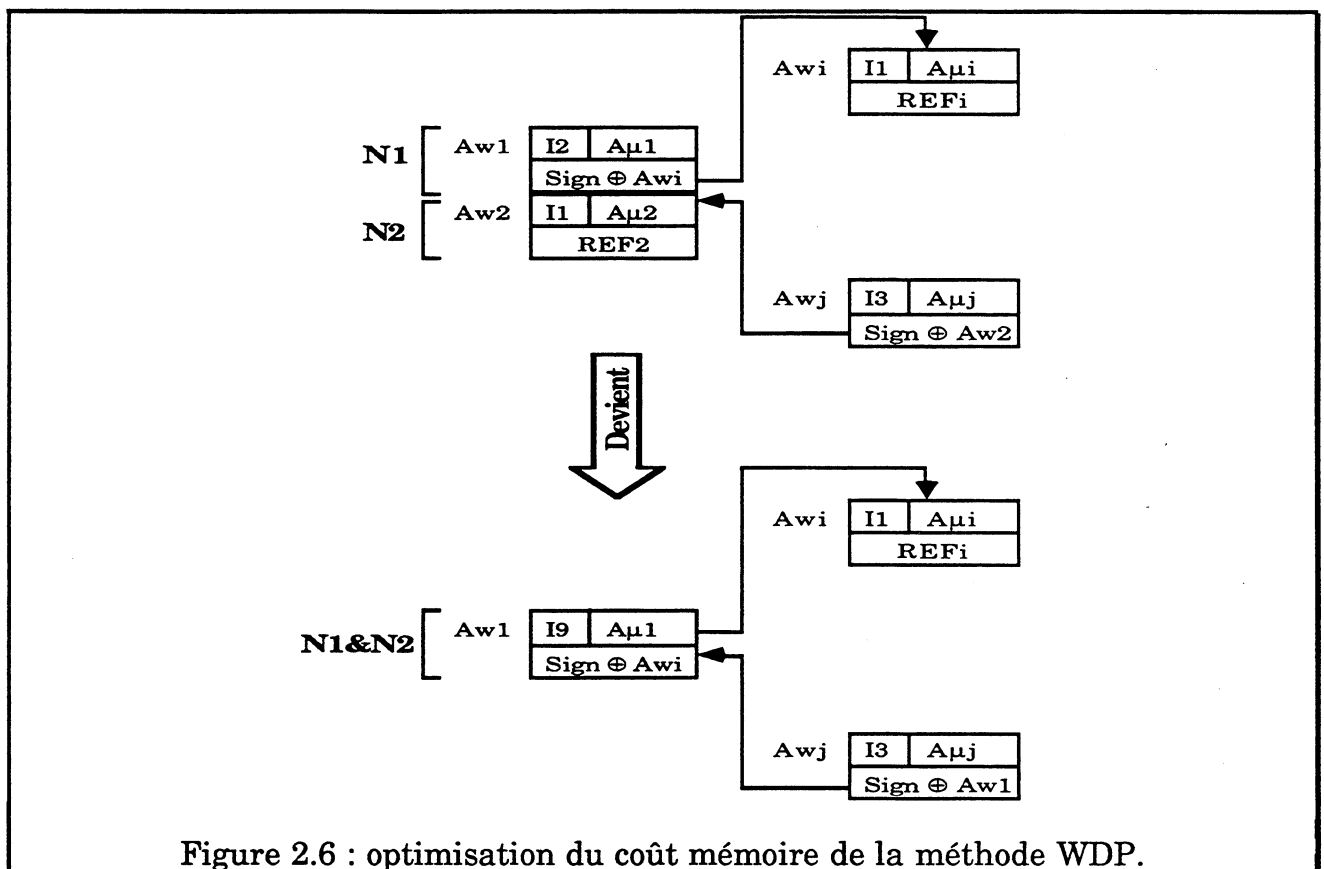 Awi I1 Aµi
REFi
N1 Aw1 I2 Aµ1
Sign ⊕ Awi
N2 Aw2 I1 Aµ2
REF2
Awj I3 Aµj
Sign ⊕ Aw2
Devient
Awi I1 Aµi
REFi
N1&N2 Aw1 I9 Aµ1
Sign ⊕ Awi
Awj I3 Aµj
Sign ⊕ Aw1
Figure 2.6 : optimisation du coût mémoire de la méthode WDP.